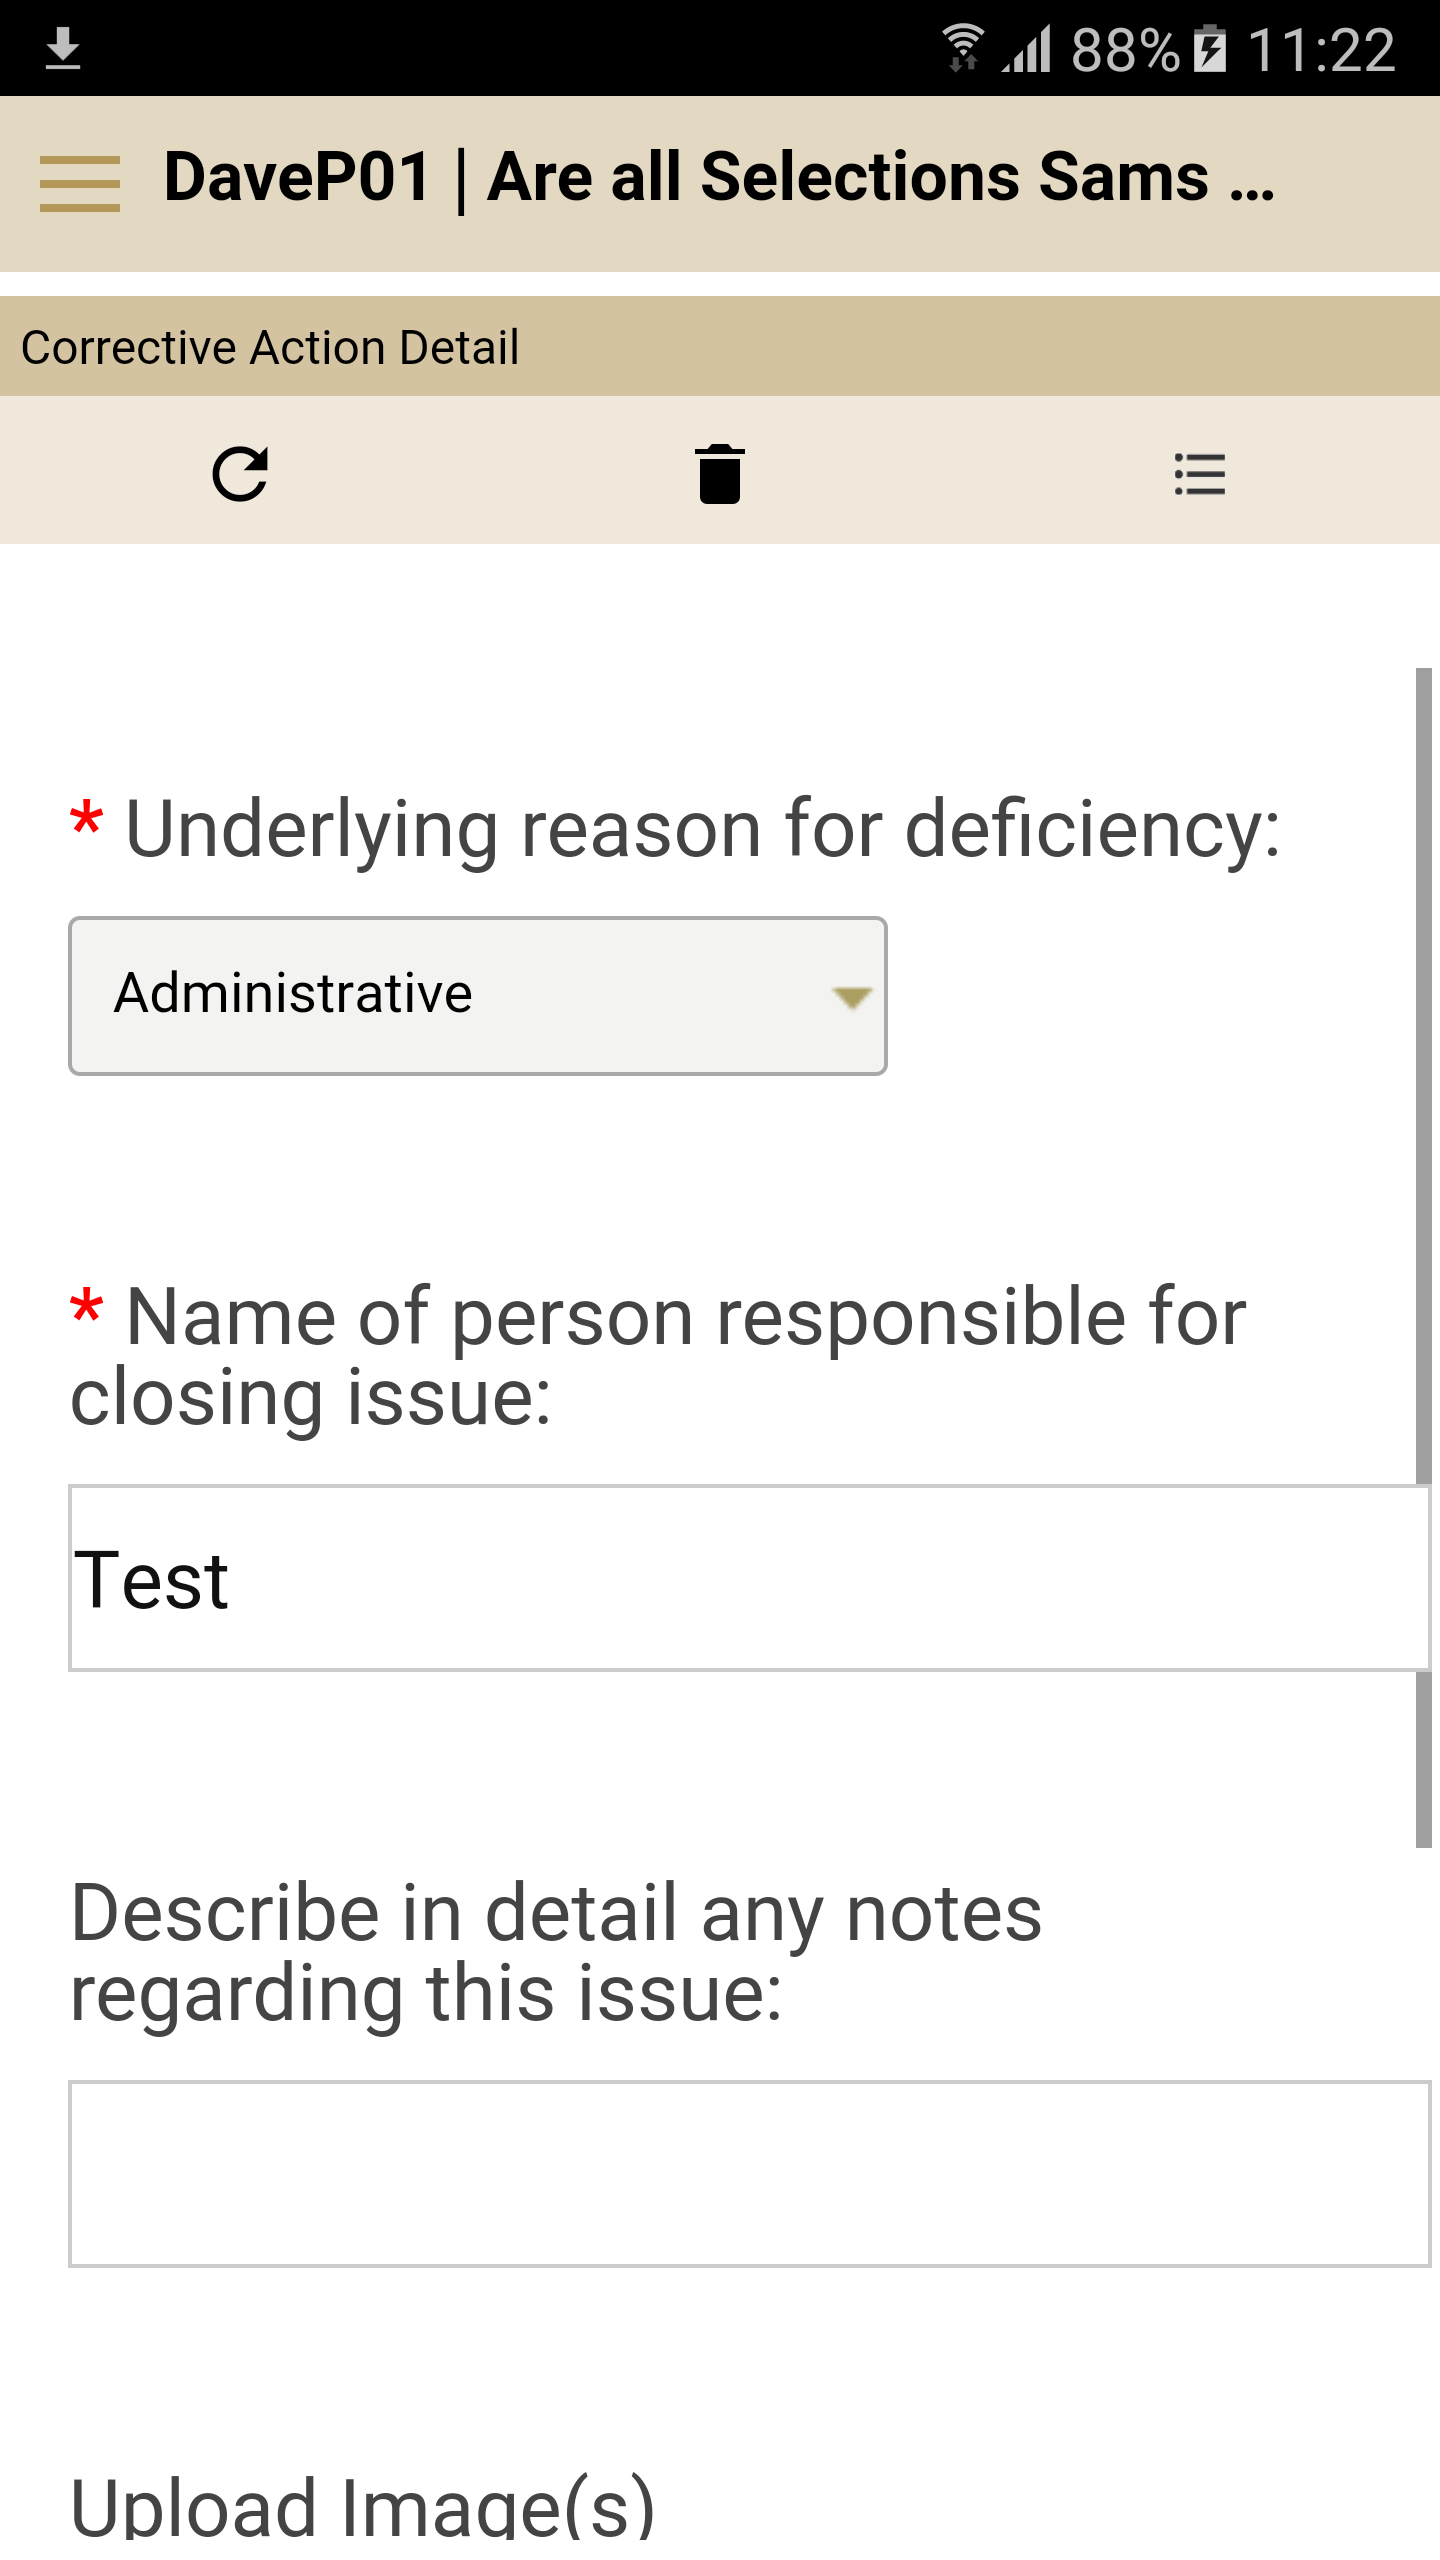 88% 11:22
DaveP01 | Are all Selections Sams ...
Corrective Action Detail
* Underlying reason for deficiency:
Administrative
* Name of person responsible for
closing issue:
Test
Describe in detail any notes
regarding this issue:
Upload Image(s)